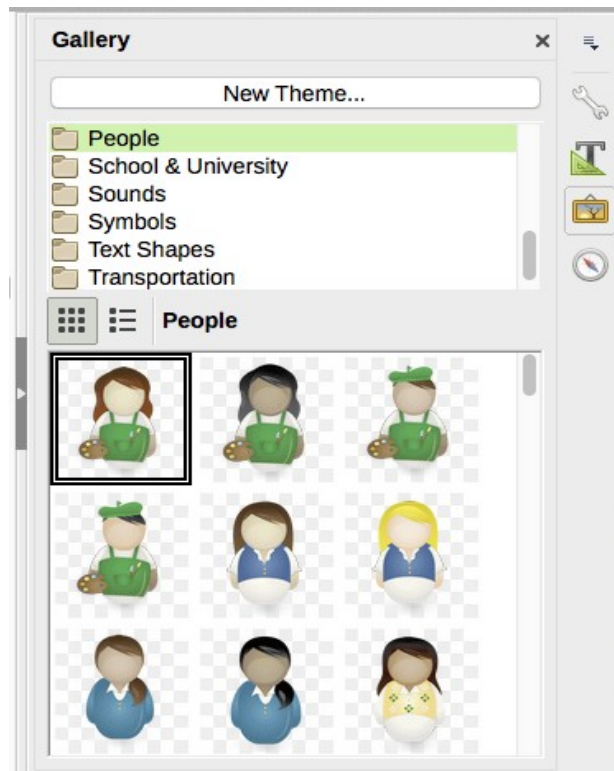 Gallery
New Theme...
People
School & University
Sounds
Symbols
Text Shapes
Transportation
People